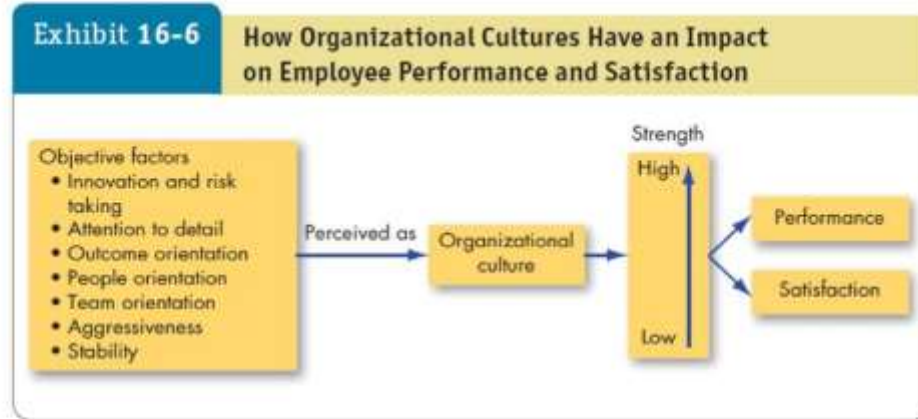 Exhibit 16-6
How Organizational Cultures Have an Impact
on Employee Performance and Satisfaction
Objective factors
• Innovation and risk
taking
• Attention to detail
• Outcome orientation
• People orientation
• Team orientation
• Aggressiveness
• Stability
Perceived as
Organizational
culture
Strength
High
Low
Performance
Satisfaction